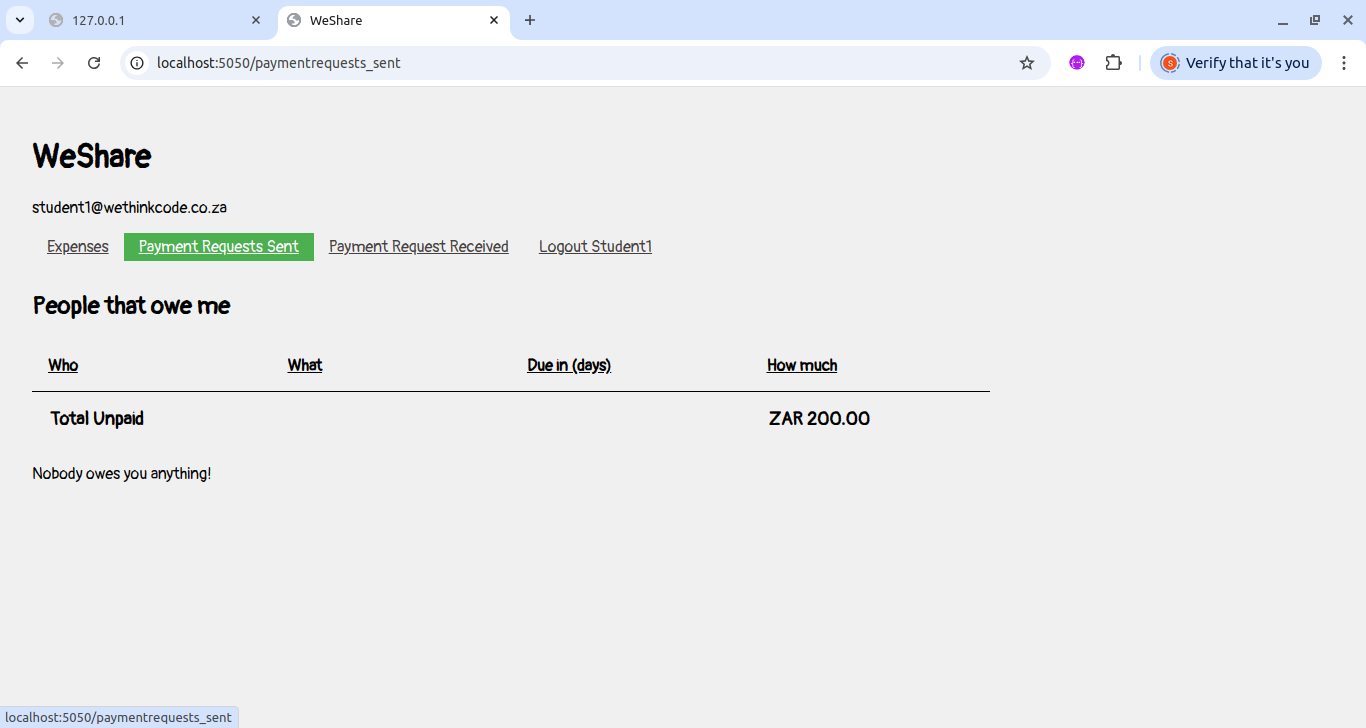 127.0.0.1
WeShare
localhost:5050/paymentrequests_sent
S
Verify that it's you
WeShare
student1@wethinkcode.co.za
Expenses
Payment Requests Sent
Payment Request Received
Logout Student1
People that owe me
Who What Due in (days) How much
Total Unpaid ZAR 200.00
Nobody owes you anything!
localhost:5050/paymentrequests_sent